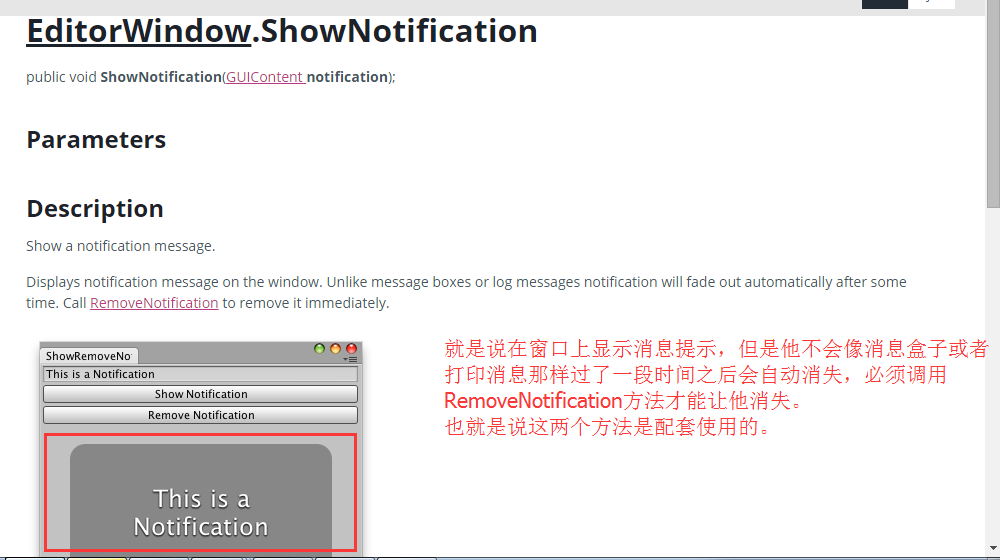 EditorWindow.ShowNotification
public void ShowNotification(GUIContent notification);
Parameters
Description
Show a notification message.
Displays notification message on the window. Unlike message boxes or log messages notification will fade out automatically after some
time. Call RemoveNotification to remove it immediately.
ShowRemoveNo
This is a Notification
Show Notification
Remove Notification
This is a
Notification
就是说在窗口上显示消息提示，但是他不会像消息盒子或者
打印消息那样过了一段时间之后会自动消失，必须调用
RemoveNotification方法才能让他消失。
也就是说这两个方法是配套使用的。